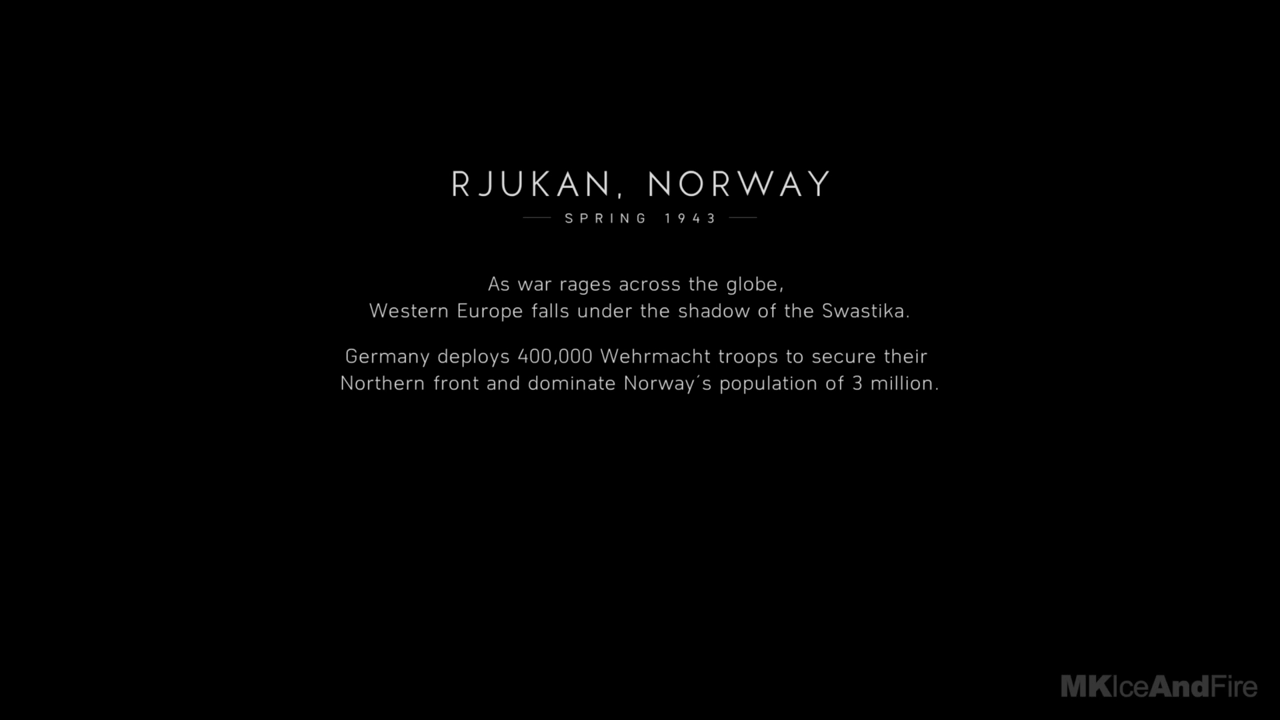 RJUKAN, NORWAY
SPRING 1943
As war rages across the globe,
Western Europe falls under the shadow of the Swastika.
Germany deploys 400,000 Wehrmacht troops to secure their
Northern front and dominate Norway´s population of 3 million.
MKIceAndFire